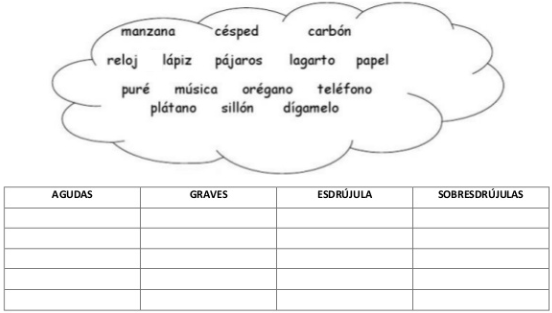 manzana césped carbón
reloj lápiz pájaros lagarto papel
puré música orégano teléfono
plátano sillón dígamelo
AGUDAS GRAVES ESDRÚJULA SOBRESDRÚJULAS